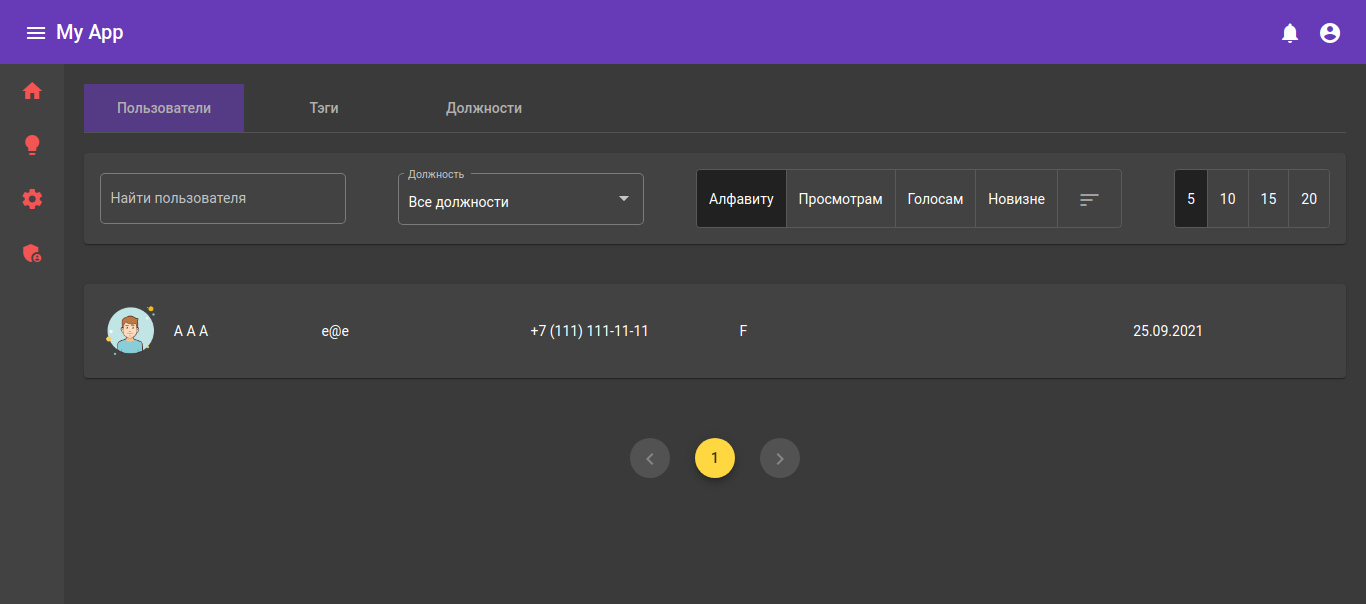 My App
Пользователи Тэги Должности
Должность
Найти пользователя Все должности Алфавиту Просмотрам Голосам Новизне 5 10 15 20
A A A e@e +7 (111) 111-11-11 F 25.09.2021
1